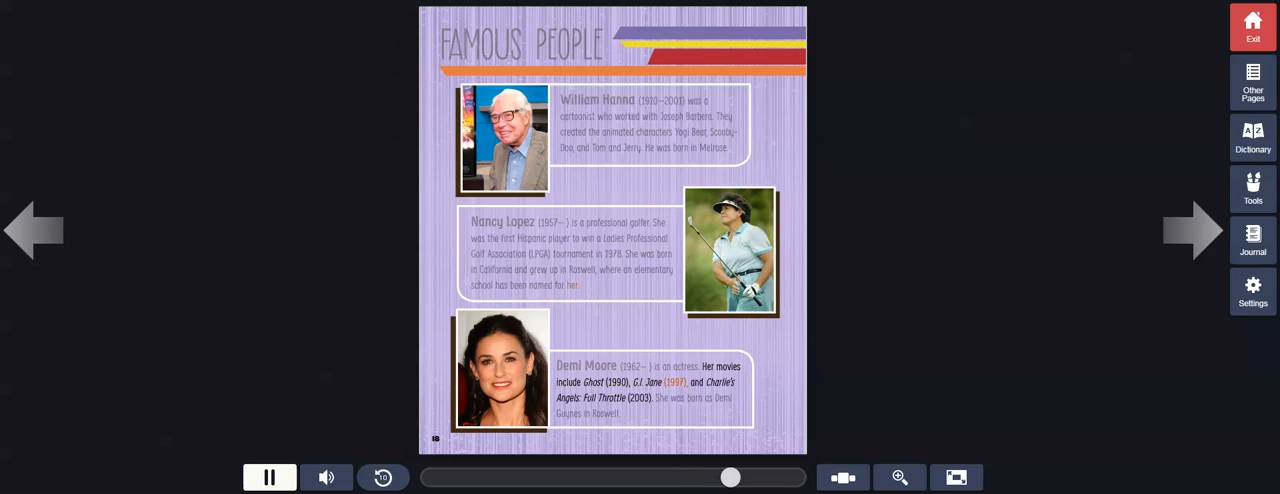 FAMOUS PEOPLE
William Hanna (1910–2001) was a
cartoonist who worked with Joseph Barbera. They
created the animated characters Yogi Bear, Scooby-
Doo, and Tom and Jerry. He was born in Melrose.
Nancy Lopez (1957– ) is a professional golfer. She
was the first Hispanic player to win a Ladies Professional
Golf Association (LPGA) tournament in 1978. She was born
in California and grew up in Roswell, where an elementary
school has been named for her.
Demi Moore (1962– ) is an actress. Her movies
include Ghost (1990), G.I. Jane (1997), and Charlie's
Angels: Full Throttle (2003). She was born as Demi
Guynes in Roswell.
18
Exit
Other
Pages
A Z
Dictionary
Tools
Journal
Settings
10